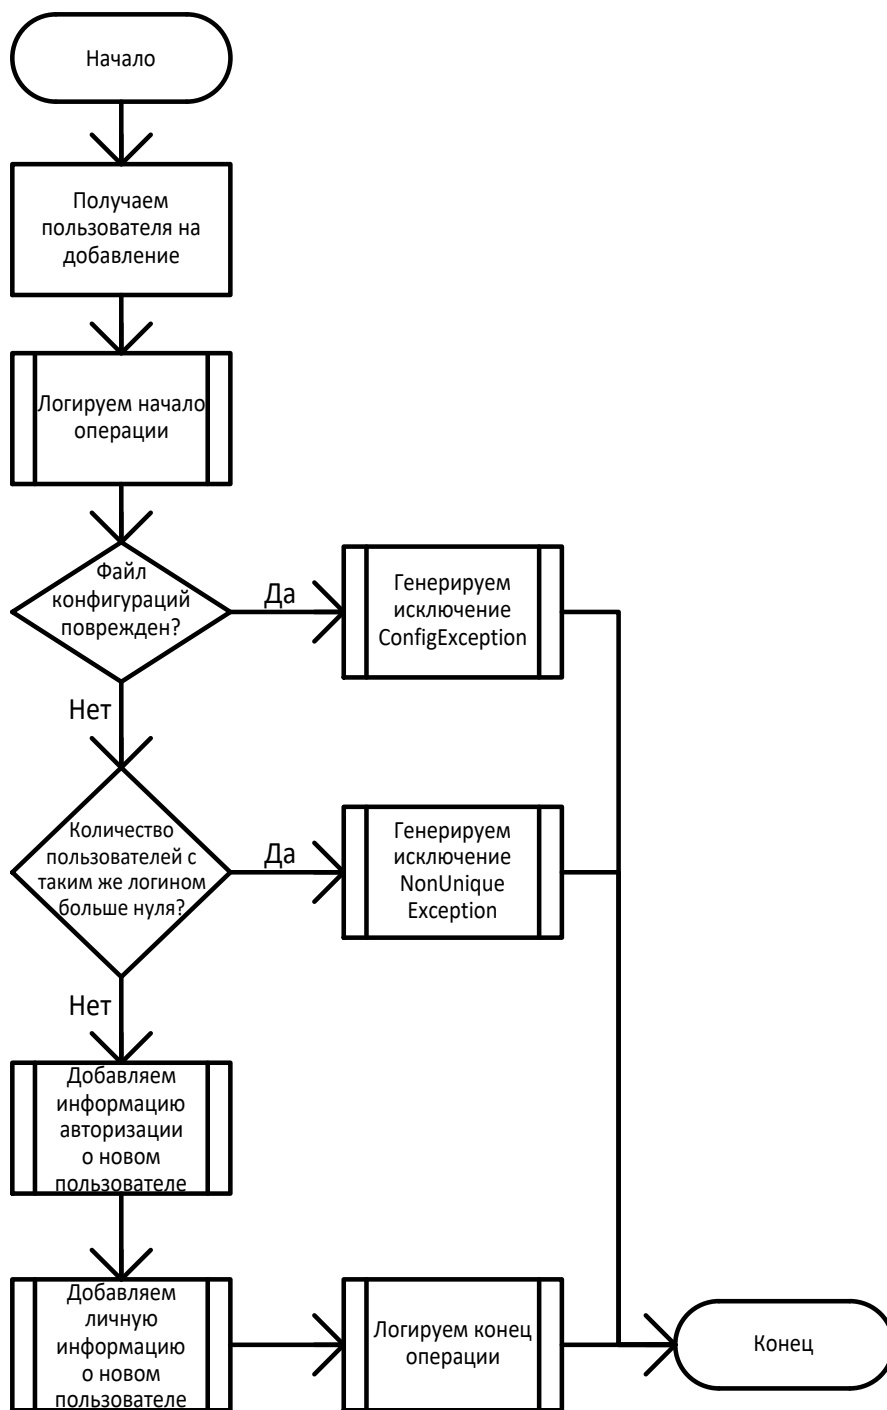 Начало
Получаем
пользователя на
добавление
Логируем начало
операции
Файл
конфигураций
поврежден?
Да
Генерируем
исключение
ConfigException
Нет
Количество
пользователей с
таким же логином
больше нуля?
Да
Генерируем
исключение
NonUnique
Exception
Нет
Добавляем
информацию
авторизации
о новом
пользователе
Добавляем
личную
информацию
о новом
пользователе
Логируем конец
операции
Конец